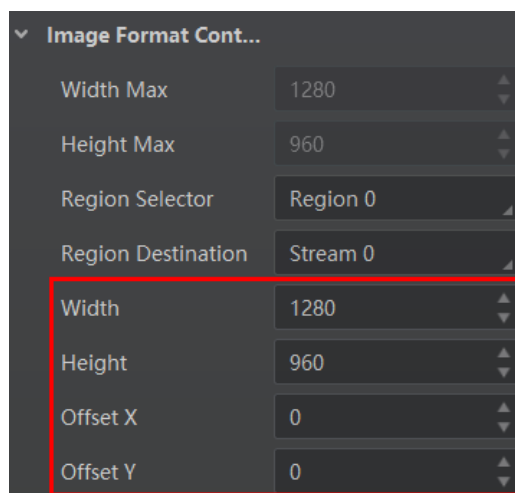 Image Format Cont...
Width Max 1280
Height Max 960
Region Selector Region 0
Region Destination Stream 0
Width 1280
Height 960
Offset X 0
Offset Y 0